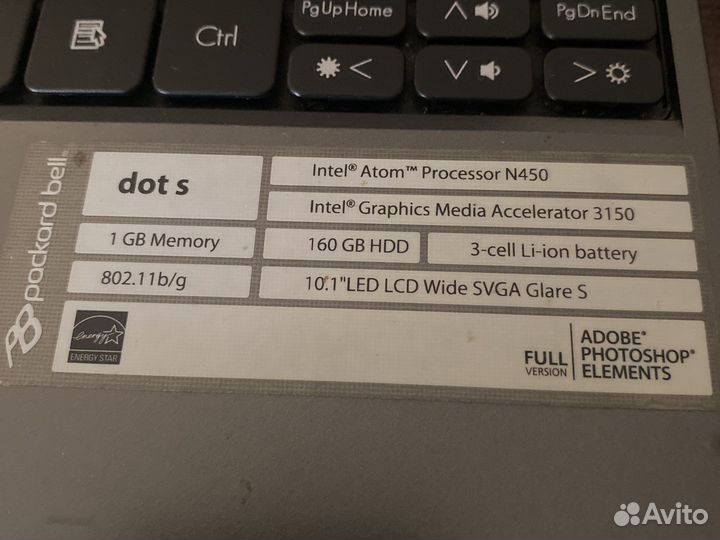 PgUp Home
PgDn End
Ctrl
packard bell®
dot s
Intel® Atom™ Processor N450
Intel® Graphics Media Accelerator 3150
1 GB Memory
160 GB HDD
3-cell Li-ion battery
802.11b/g
10.1"LED LCD Wide SVGA Glare S
energy
ENERGY STAR
FULL
VERSION
ADOBE®
PHOTOSHOP®
ELEMENTS
Avito